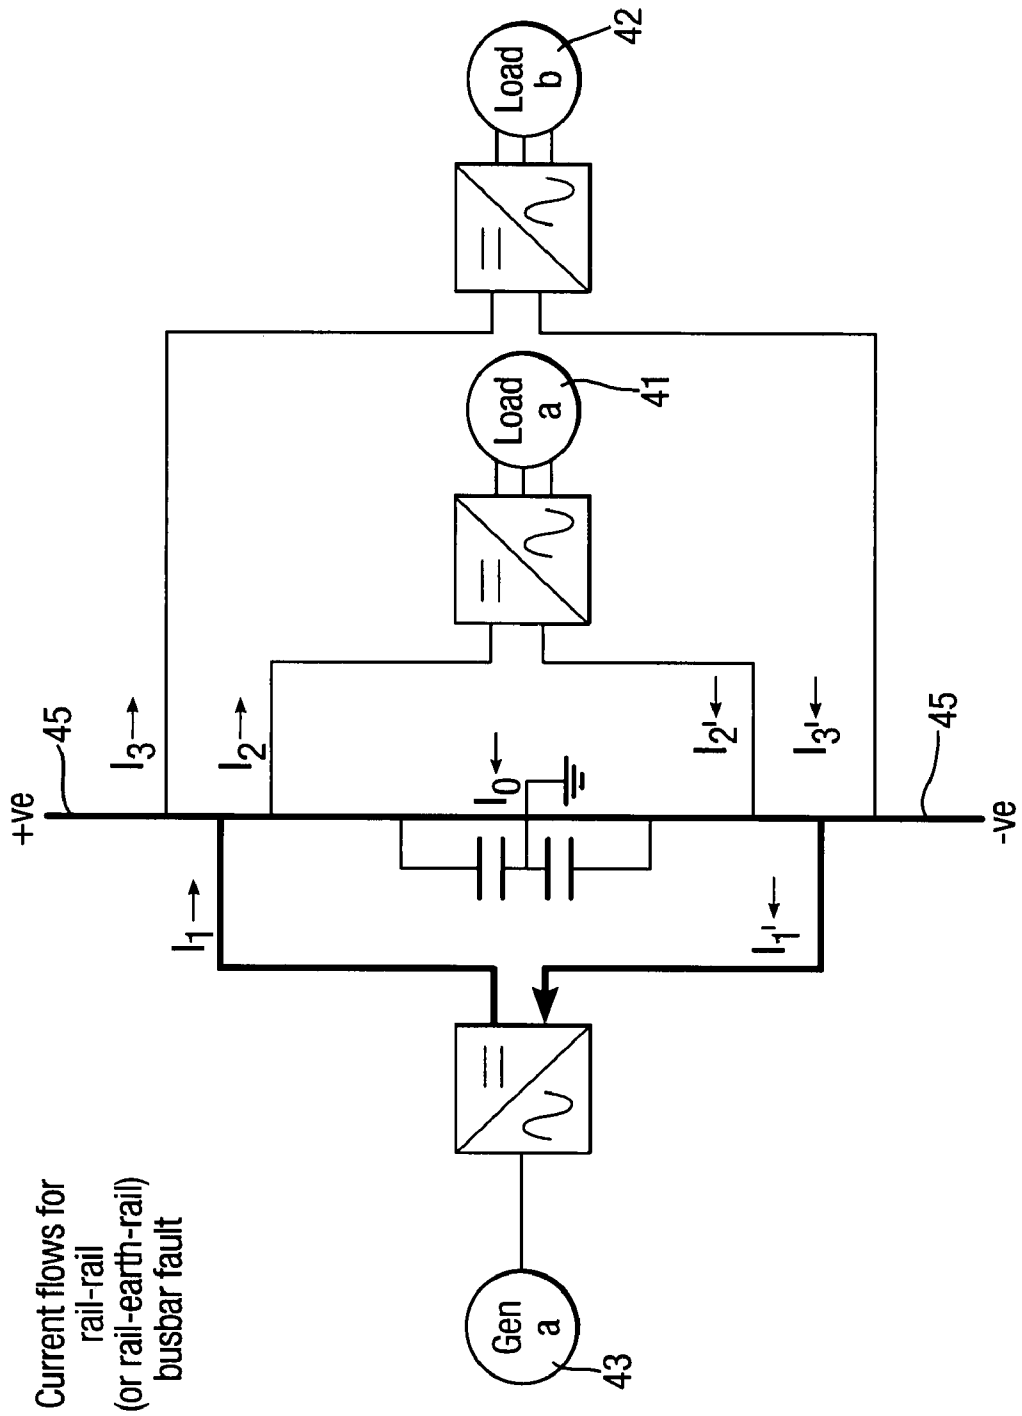 Current flows for
rail-rail
(or rail-earth-rail)
busbar fault
+ve
45
I3
I2
I1
I0
I1'
I2'
I3'
45
-ve
Gen
a
43
Load
a
41
Load
b
42